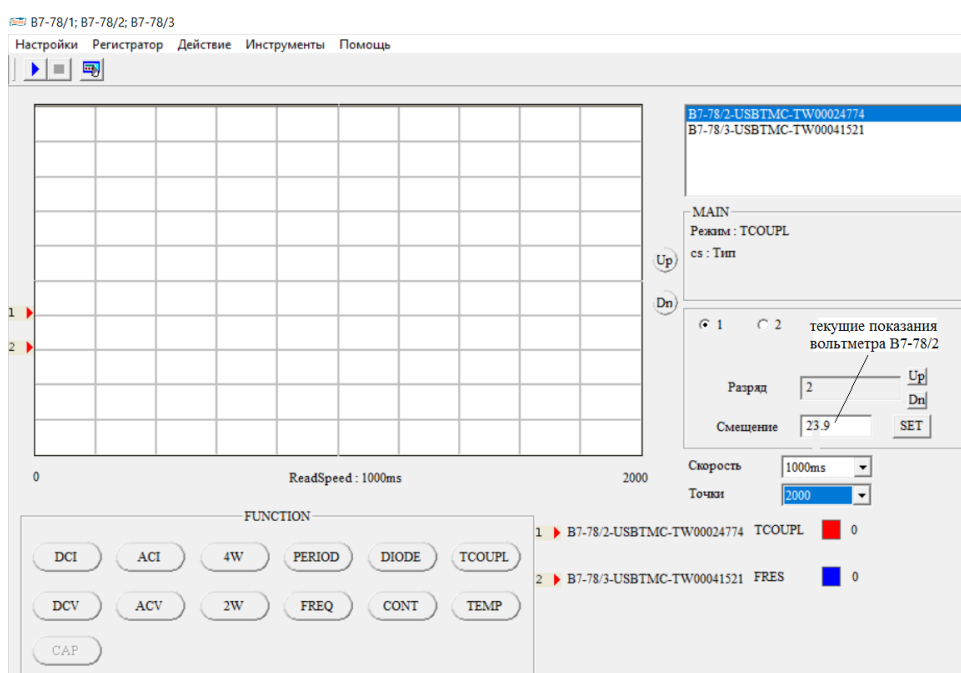 B7-78/1; B7-78/2; B7-78/3
Настройки Регистратор Действие Инструменты Помощь
B7-78/2-USBTMC-TW00024774
B7-78/3-USBTMC-TW00041521
MAIN
Режим : TCOUPL
cs : Тип
Up
Dn
1
2
1 2
текущие показания
вольтметра В7-78/2
Разряд 2 Up
Dn
Смещение 23.9 SET
0 ReadSpeed : 1000ms 2000
Скорость 1000ms
Точки 2000
FUNCTION
DCI ACI 4W PERIOD DIODE TCOUPL
DCV ACV 2W FREQ CONT TEMP
CAP
1 B7-78/2-USBTMC-TW00024774 TCOUPL 0
2 B7-78/3-USBTMC-TW00041521 FRES 0